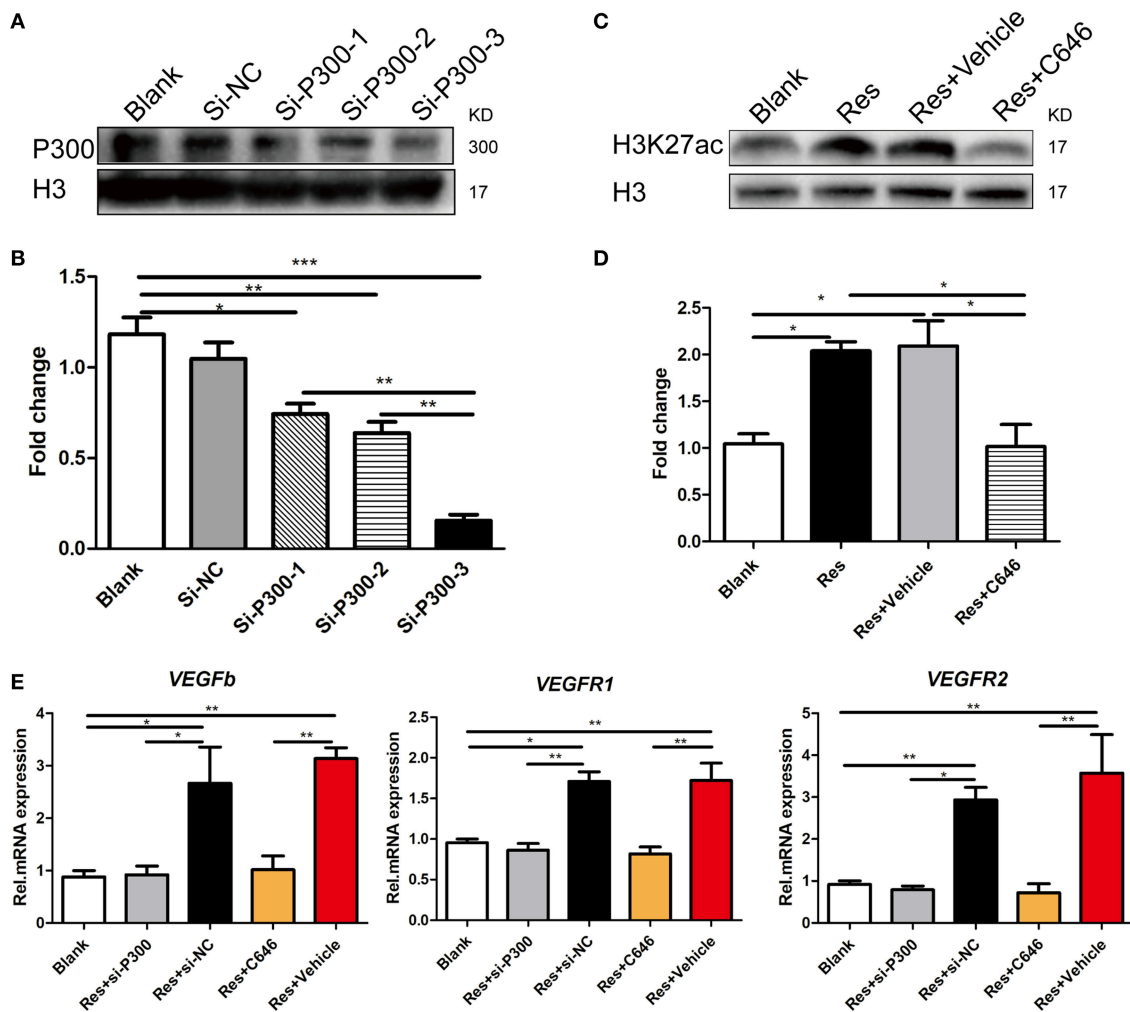 A
Blank
Si-NC
Si-P300-1
Si-P300-2
Si-P300-3
KD
P300
300
H3
17
C
Blank
Res
Res+Vehicle
Res+C646
KD
H3K27ac
17
H3
17
B
Fold change
1.5
1.0
0.5
0.0
***
**
*
**
**
Blank
Si-NC
Si-P300-1
Si-P300-2
Si-P300-3
D
Fold change
2.5
2.0
1.5
1.0
0.5
0.0
*
*
*
*
Blank
Res
Res+Vehicle
Res+C646
E
VEGFb
Rel.mRNA expression
4
3
2
1
0
**
*
*
**
Blank
Res+si-P300
Res+si-NC
Res+C646
Res+Vehicle
VEGFR1
Rel.mRNA expression
2.5
2.0
1.5
1.0
0.5
0.0
**
*
**
**
Blank
Res+si-P300
Res+si-NC
Res+C646
Res+Vehicle
VEGFR2
Rel.mRNA expression
5
4
3
2
1
0
**
**
**
*
Blank
Res+si-P300
Res+si-NC
Res+C646
Res+Vehicle